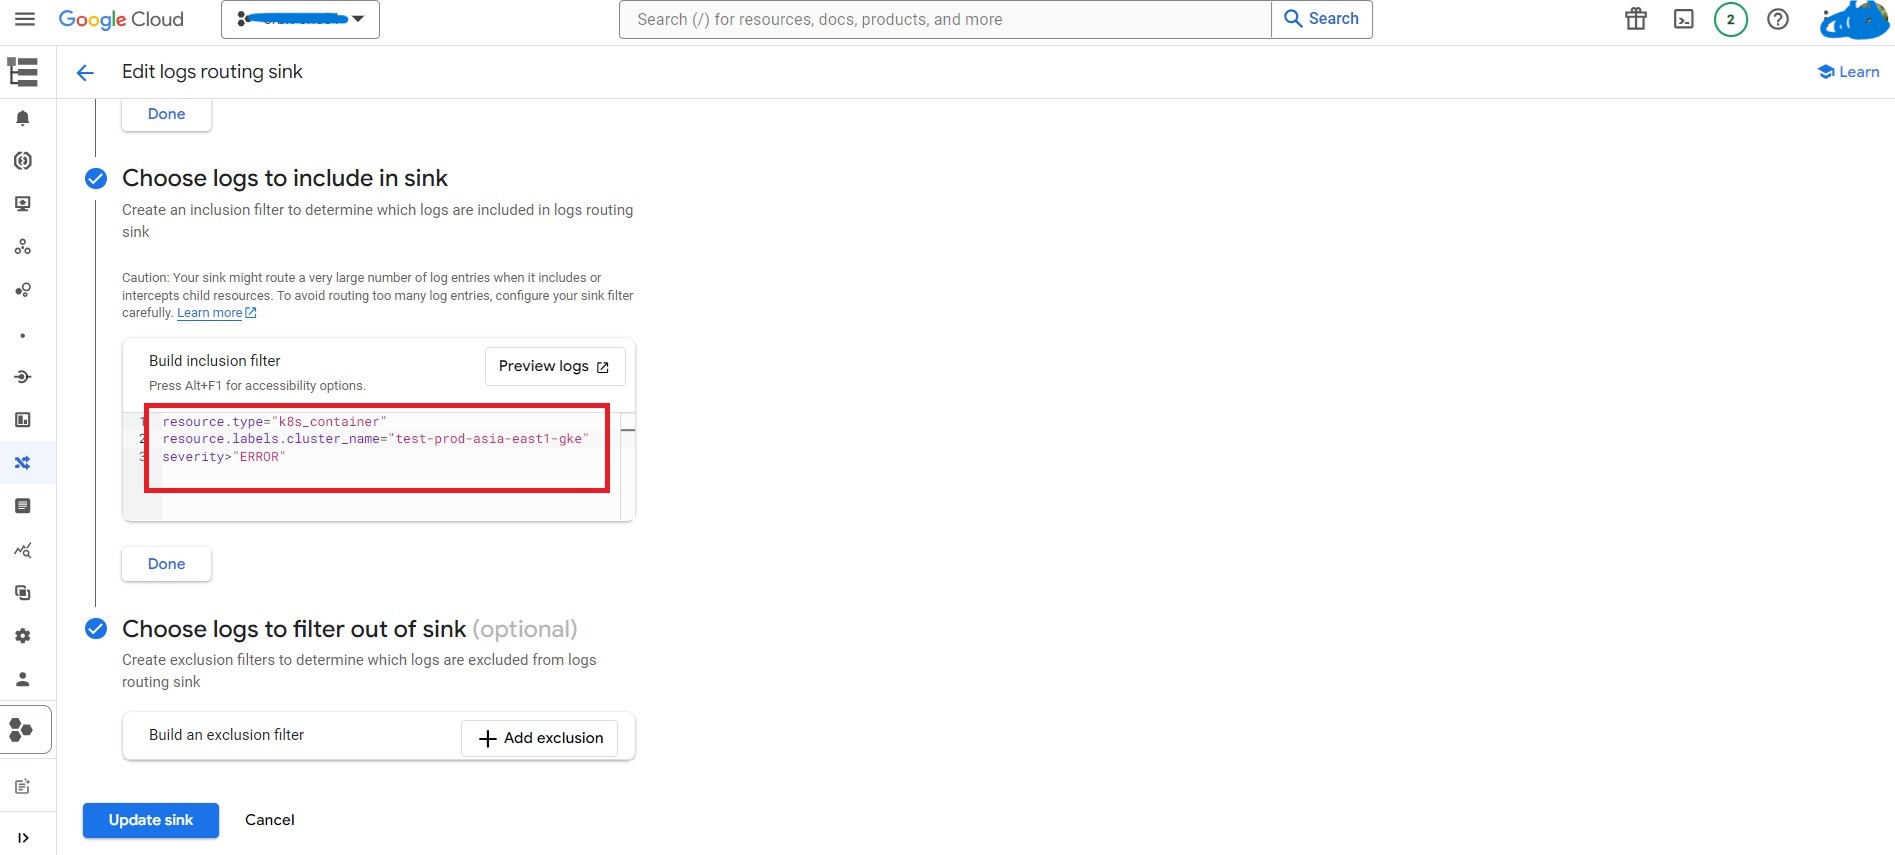 Google Cloud
Search (/) for resources, docs, products, and more
Search
2
Edit logs routing sink
Learn
Done
Choose logs to include in sink
Create an inclusion filter to determine which logs are included in logs routing
sink
Caution: Your sink might route a very large number of log entries when it includes or
intercepts child resources. To avoid routing too many log entries, configure your sink filter
carefully. Learn more
Build inclusion filter
Preview logs
Press Alt+F1 for accessibility options.
1 resource.type="k8s_container"
2 resource.labels.cluster_name="test-prod-asia-east1-gke"
3 severity>"ERROR"
Done
Choose logs to filter out of sink (optional)
Create exclusion filters to determine which logs are excluded from logs
routing sink
Build an exclusion filter
Add exclusion
Update sink
Cancel